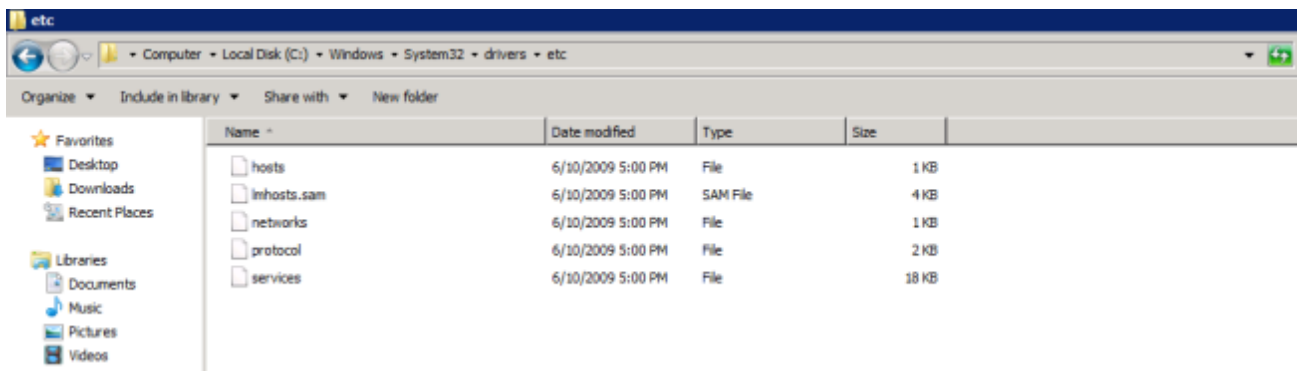 etc
Computer Local Disk (C:) Windows System32 drivers etc
Organize Include in library Share with New folder
Favorites
Desktop
Downloads
Recent Places
Libraries
Documents
Music
Pictures
Videos
Name Date modified Type Size
hosts 6/10/2009 5:00 PM File 1 KB
lmhosts.sam 6/10/2009 5:00 PM SAM File 4 KB
networks 6/10/2009 5:00 PM File 1 KB
protocol 6/10/2009 5:00 PM File 2 KB
services 6/10/2009 5:00 PM File 18 KB